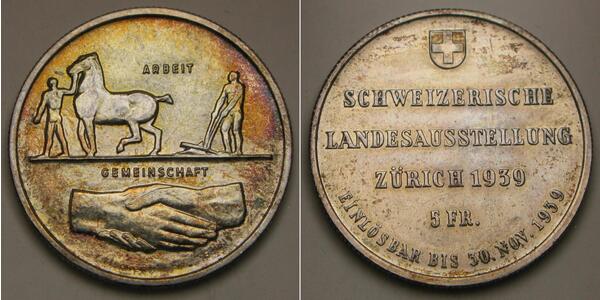 ARBEIT
GEMEINSCHAFT
SCHWEIZERISCHE
LANDESAUSSTELLUNG
ZÜRICH 1939
5 FR.
EINLÖSBAR BIS 30. NOV. 1939